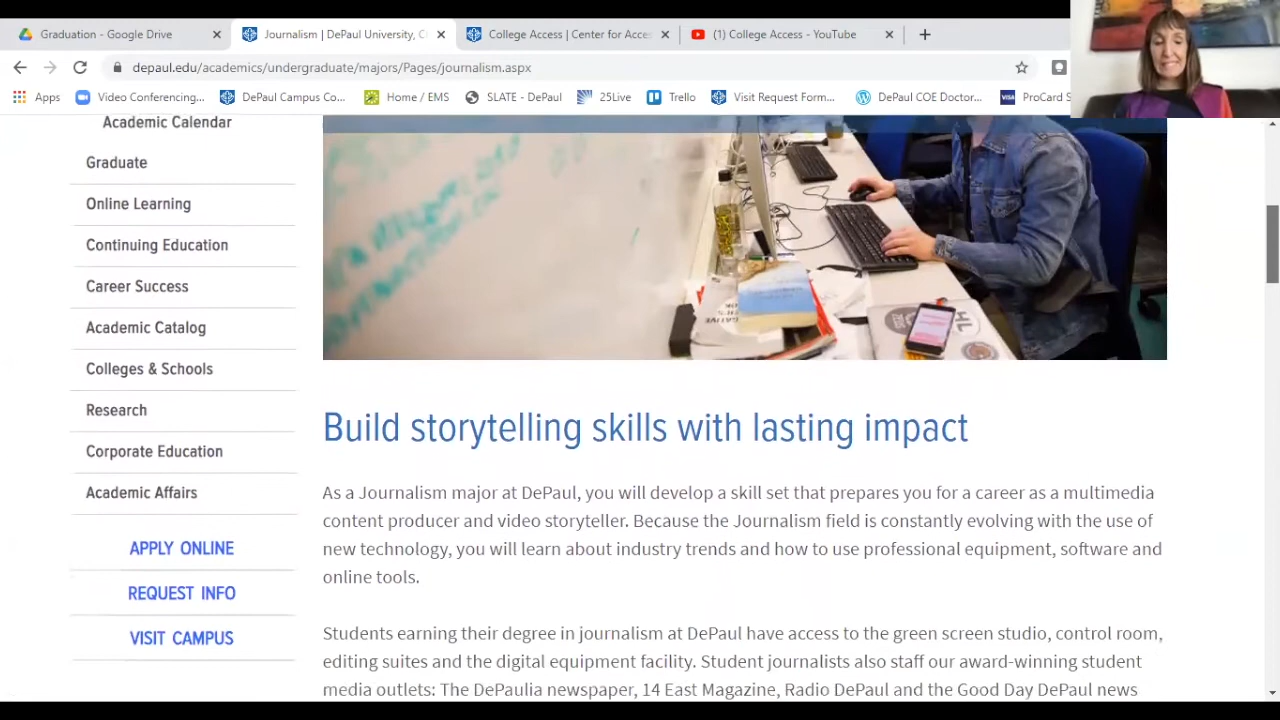 Graduation - Google Drive
Journalism | DePaul University, C
College Access | Center for Acce
(1) College Access - YouTube
depaul.edu/academics/undergraduate/majors/Pages/journalism.aspx
Apps
Video Conferencing...
DePaul Campus Co...
Home / EMS
SLATE - DePaul
25Live
Trello
Visit Request Form...
DePaul COE Doctor...
ProCard S
Academic Calendar
Graduate
Online Learning
Continuing Education
Career Success
Academic Catalog
Colleges & Schools
Research
Corporate Education
Academic Affairs
APPLY ONLINE
REQUEST INFO
VISIT CAMPUS
Build storytelling skills with lasting impact
As a Journalism major at DePaul, you will develop a skill set that prepares you for a career as a multimedia
content producer and video storyteller. Because the Journalism field is constantly evolving with the use of
new technology, you will learn about industry trends and how to use professional equipment, software and
online tools.
Students earning their degree in journalism at DePaul have access to the green screen studio, control room,
editing suites and the digital equipment facility. Student journalists also staff our award-winning student
media outlets: The DePaulia newspaper, 14 East Magazine, Radio DePaul and the Good Day DePaul news